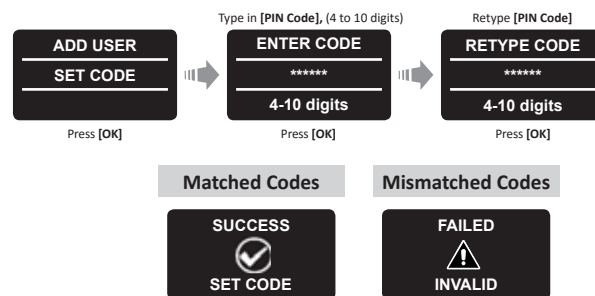 Type in [PIN Code], (4 to 10 digits)
Retype [PIN Code]
ADD USER
SET CODE
Press [OK]
ENTER CODE
******
4-10 digits
Press [OK]
RETYPE CODE
******
4-10 digits
Press [OK]
Matched Codes
Mismatched Codes
SUCCESS
SET CODE
FAILED
INVALID